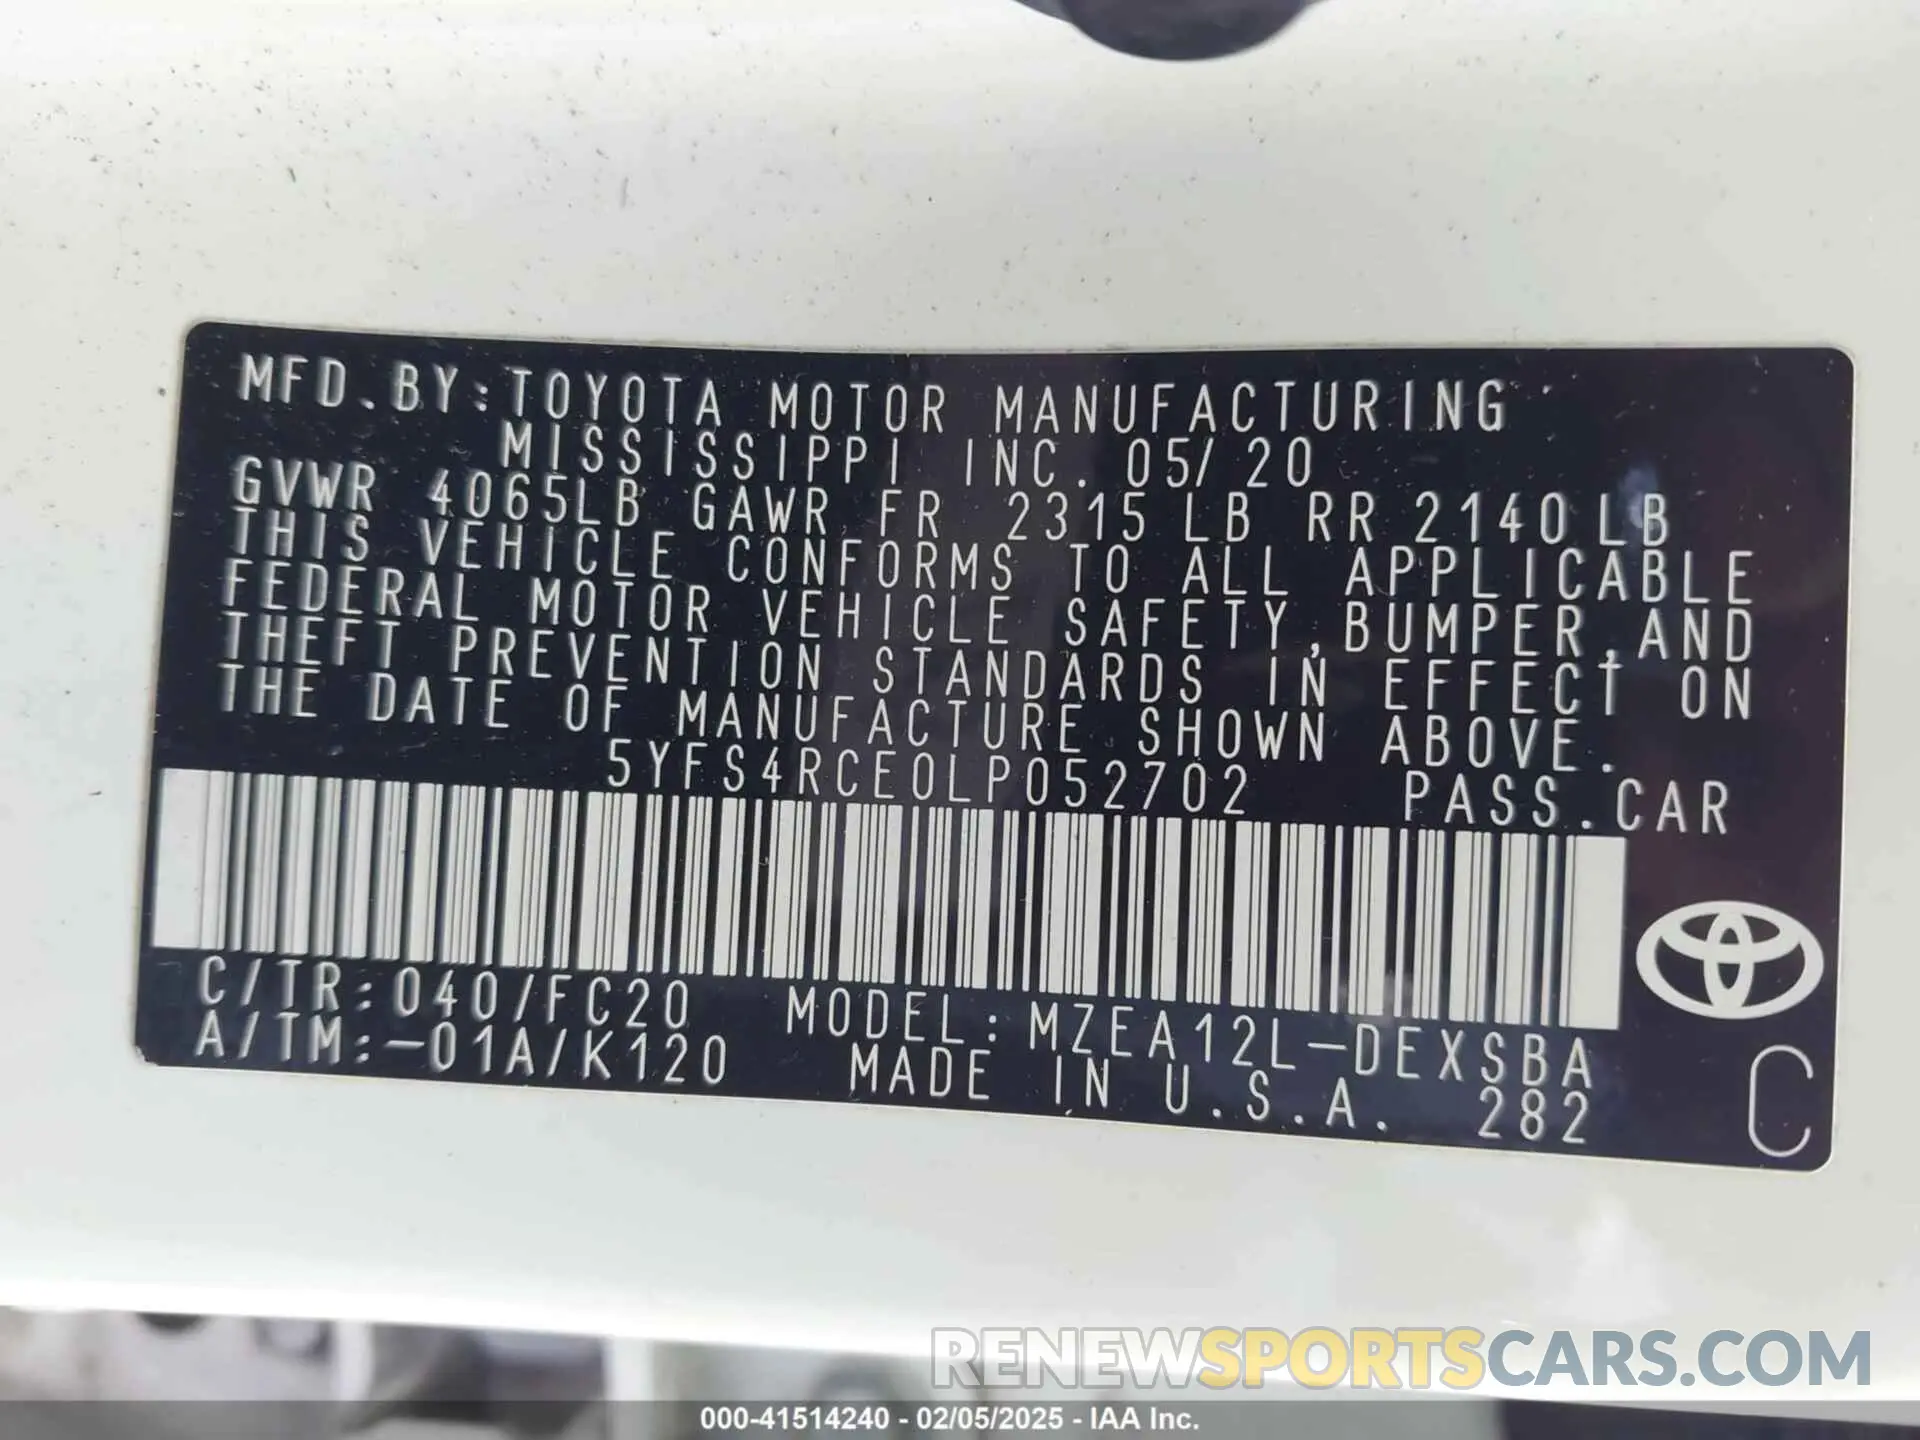 MFD.BY:TOYOTA MOTOR MANUFACTURING
MISSISSIPPI INC. 05/20
GVWR 4065LB GAWR FR 2315LB RR 2140LB
THIS VEHICLE CONFORMS TO ALL APPLICABLE
FEDERAL MOTOR VEHICLE SAFETY,BUMPER,AND
THEFT PREVENTION STANDARDS IN EFFECT ON
THE DATE OF MANUFACTURE SHOWN ABOVE.
5YFS4RCE0LP052702 PASS.CAR
C/TR:040/FC20 MODEL:MZEA12L-DEXSBA
A/TM:-01A/K120 MADE IN U.S.A. 282
C
RENEWSPORTSCARS.COM
000-41514240 - 02/05/2025 - IAA Inc.